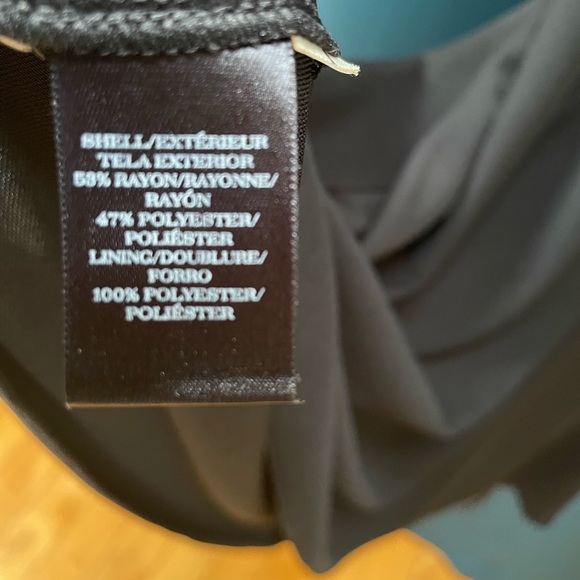 SHELL/EXTÉRIEUR
TELA EXTERIOR
53% RAYON/RAYONNE/
RAYÓN
47% POLYESTER/
POLIÉSTER
LINING/DOUBLURE/
FORRO
100% POLYESTER/
POLIÉSTER